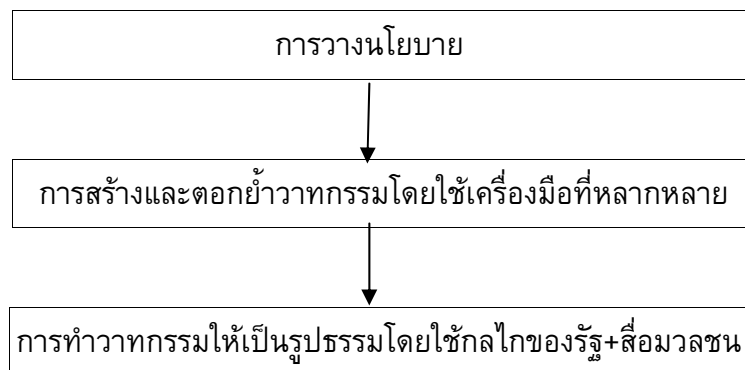 การวางนโยบาย
การสร้างและตอกย้ำวาทกรรมโดยใช้เครื่องมือที่หลากหลาย
การทำวาทกรรมให้เป็นรูปธรรมโดยใช้กลไกของรัฐ+สื่อมวลชน